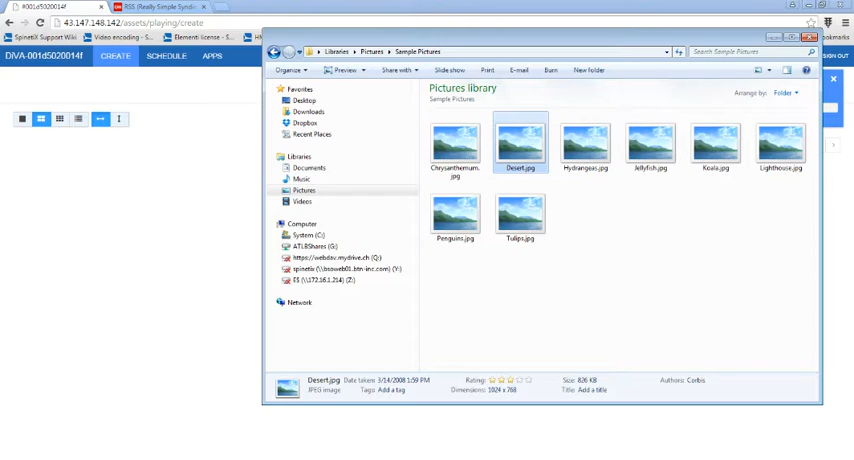 #001d5020014f
RSS (Really Simple Syndi
43.147.148.142/assets/playing/create
SpinetiX Support Wiki
Video encoding - S
Elementi license - S
okmarks
DiVA-001d5020014f
CREATE
SCHEDULE
APPS
SIGN OUT
Libraries
Pictures
Sample Pictures
Search Sample Pictures
Organize
Preview
Share with
Slide show
Print
E-mail
Burn
New folder
Favorites
Desktop
Downloads
Dropbox
Recent Places
Libraries
Documents
Music
Pictures
Videos
Computer
System (C:)
ATLBShares (G:)
https://webdav.mydrive.ch (Q:)
spinetix (\\bsoweb01.btn-inc.com) (Y:)
ES (\\172.16.1.214) (Z:)
Network
Pictures library
Sample Pictures
Arrange by: Folder
Chrysanthemum.jpg
Desert.jpg
Hydrangeas.jpg
Jellyfish.jpg
Koala.jpg
Lighthouse.jpg
Penguins.jpg
Tulips.jpg
Desert.jpg Date taken: 3/14/2008 1:59 PM Rating: Size: 826 KB Authors: Corbis
JPEG image Tags: Add a tag Dimensions: 1024 x 768 Title: Add a title